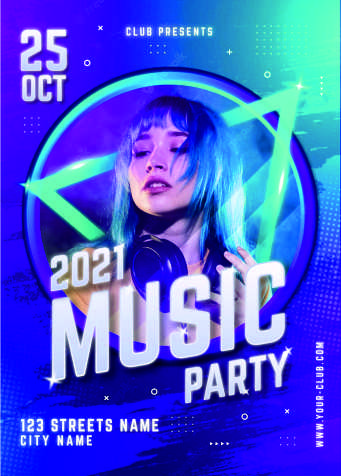 25
OCT
CLUB PRESENTS
2021
MUSIC
PARTY
123 STREETS NAME
CITY NAME
WWW.YOUR-CLUB.COM